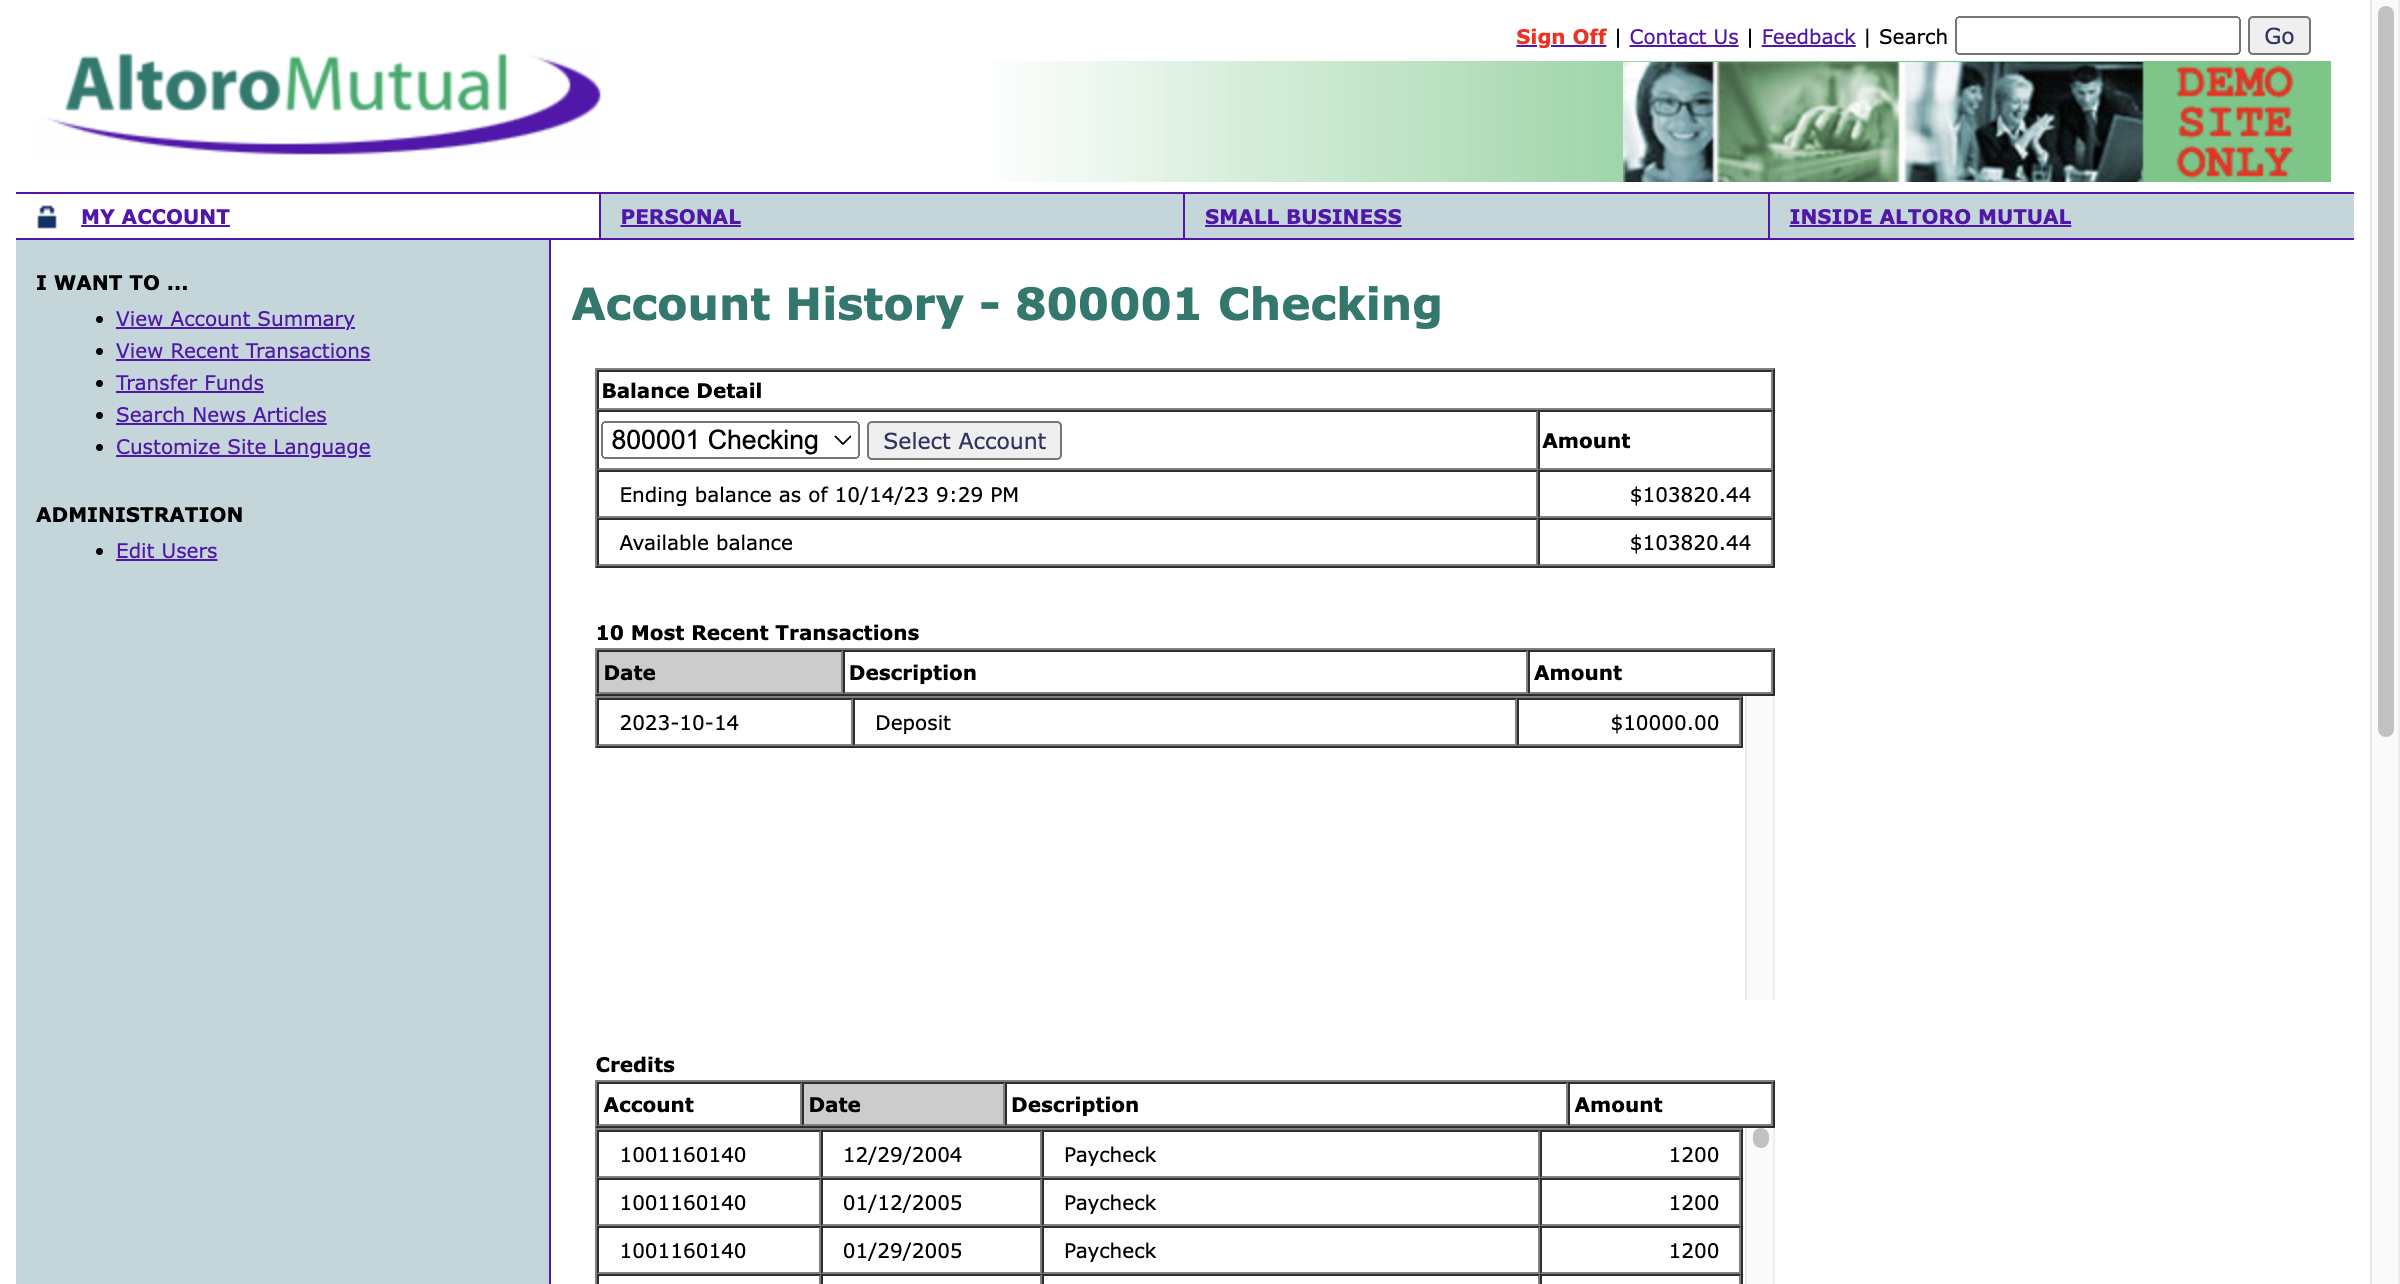 Sign Off | Contact Us | Feedback | Search Go
AltoroMutual
DEMO
SITE
ONLY
MY ACCOUNT
PERSONAL
SMALL BUSINESS
INSIDE ALTORO MUTUAL
I WANT TO ...
View Account Summary
View Recent Transactions
Transfer Funds
Search News Articles
Customize Site Language
ADMINISTRATION
Edit Users
Account History - 800001 Checking
Balance Detail
800001 Checking Select Account Amount
Ending balance as of 10/14/23 9:29 PM $103820.44
Available balance $103820.44
10 Most Recent Transactions
Date Description Amount
2023-10-14 Deposit $10000.00
Credits
Account Date Description Amount
1001160140 12/29/2004 Paycheck 1200
1001160140 01/12/2005 Paycheck 1200
1001160140 01/29/2005 Paycheck 1200